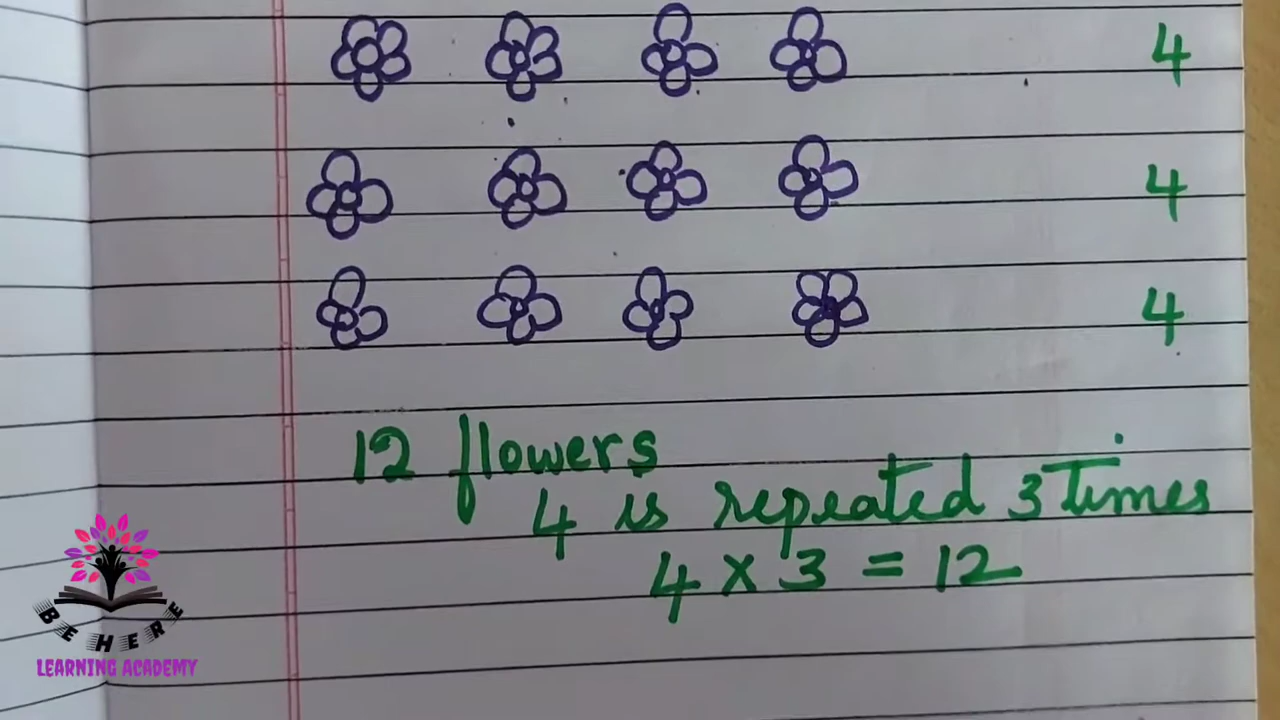 4
4
4
12 flowers
4 is repeated 3 Times
4 x 3 = 12
BE HERE
LEARNING ACADEMY